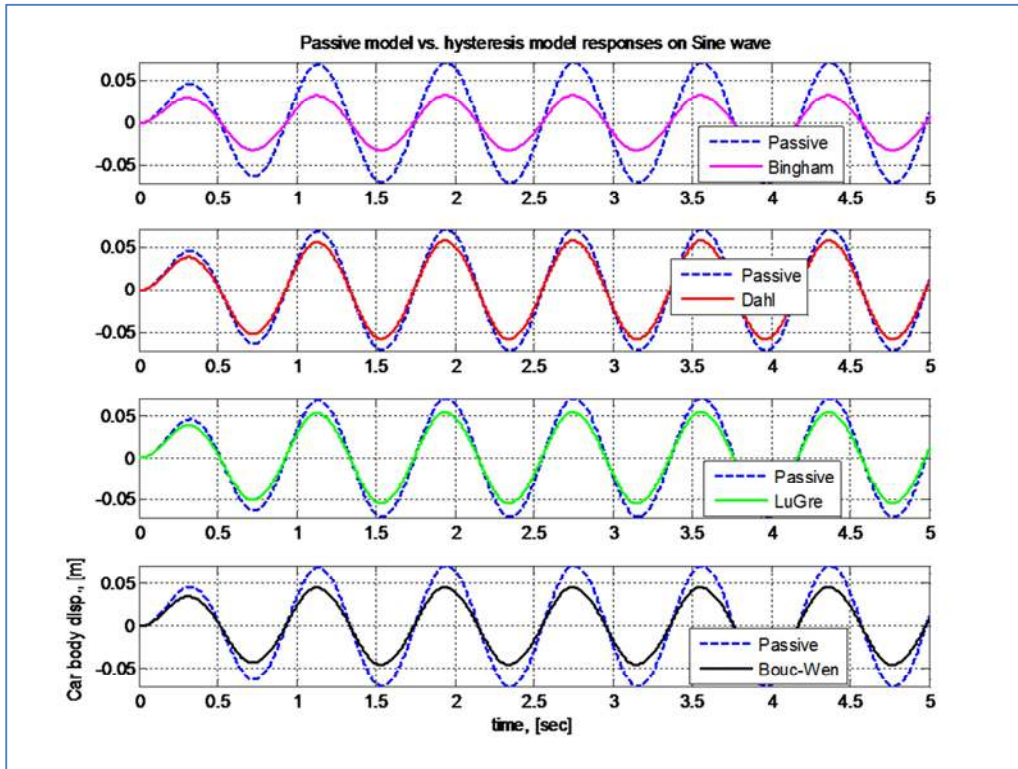 Passive model vs. hysteresis model responses on Sine wave
0.05
0
-0.05
Passive
Bingham
0 0.5 1 1.5 2 2.5 3 3.5 4 4.5 5
0.05
0
-0.05
Passive
Dahl
0 0.5 1 1.5 2 2.5 3 3.5 4 4.5 5
0.05
0
-0.05
Passive
LuGre
0 0.5 1 1.5 2 2.5 3 3.5 4 4.5 5
Car body disp., [m]
0.05
0
-0.05
Passive
Bouc-Wen
0 0.5 1 1.5 2 2.5 3 3.5 4 4.5 5
time, [sec]